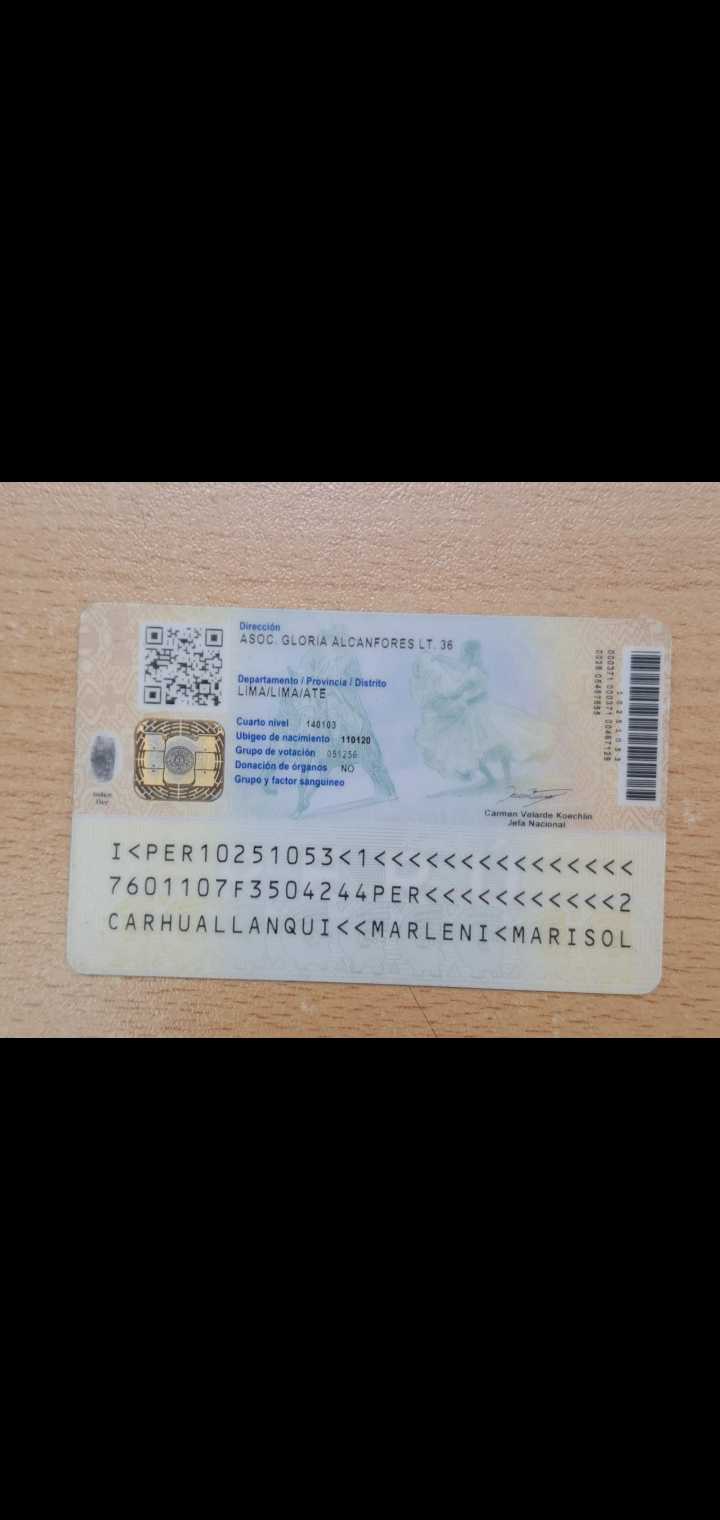 Dirección
ASOC. GLORIA ALCANFORES LT. 36
Departamento / Provincia / Distrito
LIMA/LIMA/ATE
Cuarto nivel 140103
Ubigeo de nacimiento 110120
Grupo de votación 051256
Donación de órganos NO
Grupo y factor sanguíneo
Carmen Velarde Koechlin
Jefa Nacional
I<PER10251053<1<<<<<<<<<<<<<<<
7601107F3504244PER<<<<<<<<<<<2
CARHUALLANQUI<<MARLENI<MARISOL